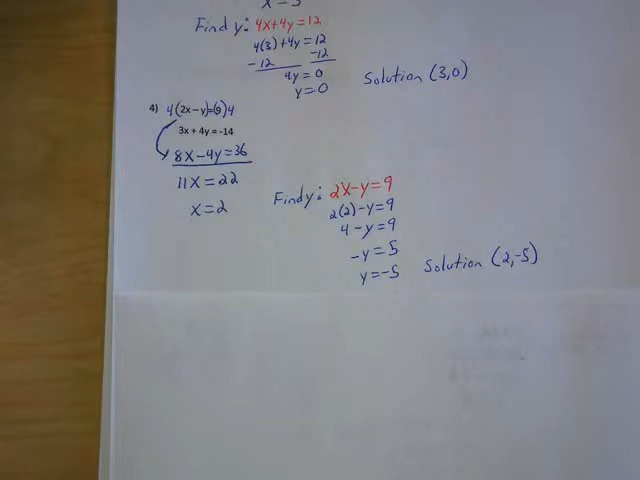 x=3
Find y: 4x+4y=12
4(3)+4y=12
-12 -12
4y=0
y=0
Solution (3,0)
4) 4(2x-y)=(9)4
3x+4y=-14
8x-4y=36
11x=22
x=2
Find y: 2x-y=9
2(2)-y=9
4-y=9
-y=5
y=-5
Solution (2,-5)